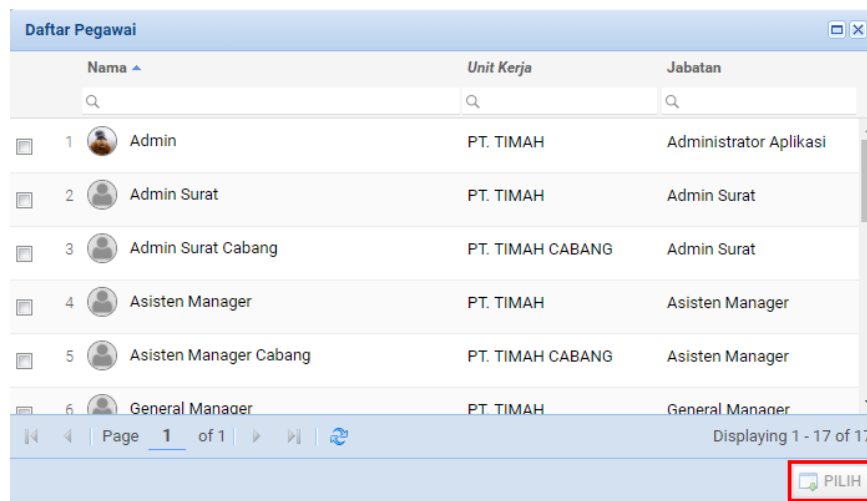 Daftar Pegawai
Nama Unit Kerja Jabatan
1 Admin PT. TIMAH Administrator Aplikasi
2 Admin Surat PT. TIMAH Admin Surat
3 Admin Surat Cabang PT. TIMAH CABANG Admin Surat
4 Asisten Manager PT. TIMAH Asisten Manager
5 Asisten Manager Cabang PT. TIMAH CABANG Asisten Manager
6 General Manager PT. TIMAH General Manager
Page 1 of 1 Displaying 1 - 17 of 17
PILIH